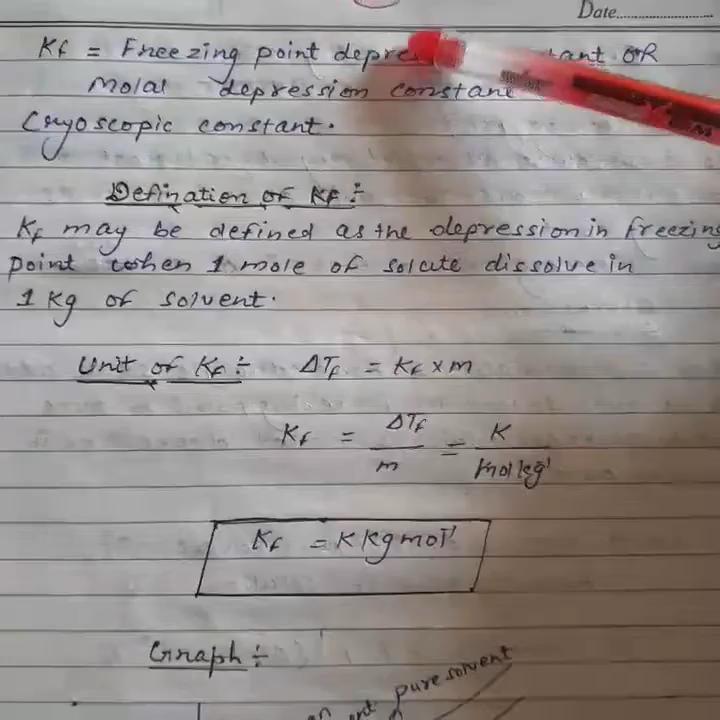 Date
Kf = Freezing point depre tant OR
Molal depression constant
Cryoscopic constant.
Defination of Kf ÷
Kf may be defined as the depression in freezing
point when 1 mole of solute dissolve in
1 Kg of solvent.
Unit of Kf ÷ ΔTf = Kf × m
Kf = ΔTf / m = K / mol kg⁻¹
Kf = K Kg mol⁻¹
Graph ÷
pure solvent